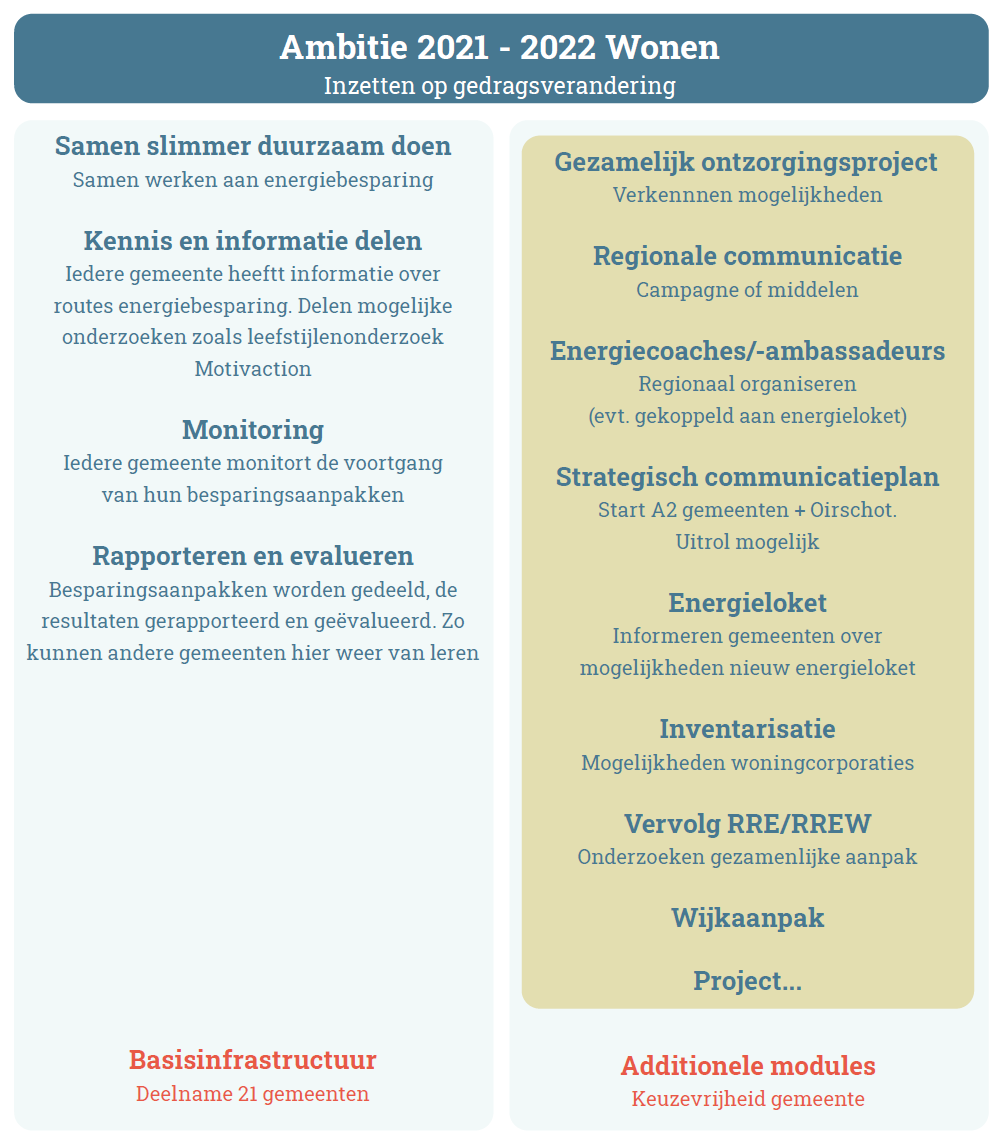 Ambitie 2021 - 2022 Wonen
Inzetten op gedragsverandering
Samen slimmer duurzaam doen
Samen werken aan energiebesparing
Kennis en informatie delen
Iedere gemeente heeftt informatie over
routes energiebesparing. Delen mogelijke
onderzoeken zoals leefstijlenonderzoek
Motivaction
Monitoring
Iedere gemeente monitort de voortgang
van hun besparingsaanpakken
Rapporteren en evalueren
Besparingsaanpakken worden gedeeld, de
resultaten gerapporteerd en geëvalueerd. Zo
kunnen andere gemeenten hier weer van leren
Basisinfrastructuur
Deelname 21 gemeenten
Gezamelijk ontzorgingsproject
Verkennnen mogelijkheden
Regionale communicatie
Campagne of middelen
Energiecoaches/-ambassadeurs
Regionaal organiseren
(evt. gekoppeld aan energieloket)
Strategisch communicatieplan
Start A2 gemeenten + Oirschot.
Uitrol mogelijk
Energieloket
Informeren gemeenten over
mogelijkheden nieuw energieloket
Inventarisatie
Mogelijkheden woningcorporaties
Vervolg RRE/RREW
Onderzoeken gezamenlijke aanpak
Wijkaanpak
Project...
Additionele modules
Keuzevrijheid gemeente